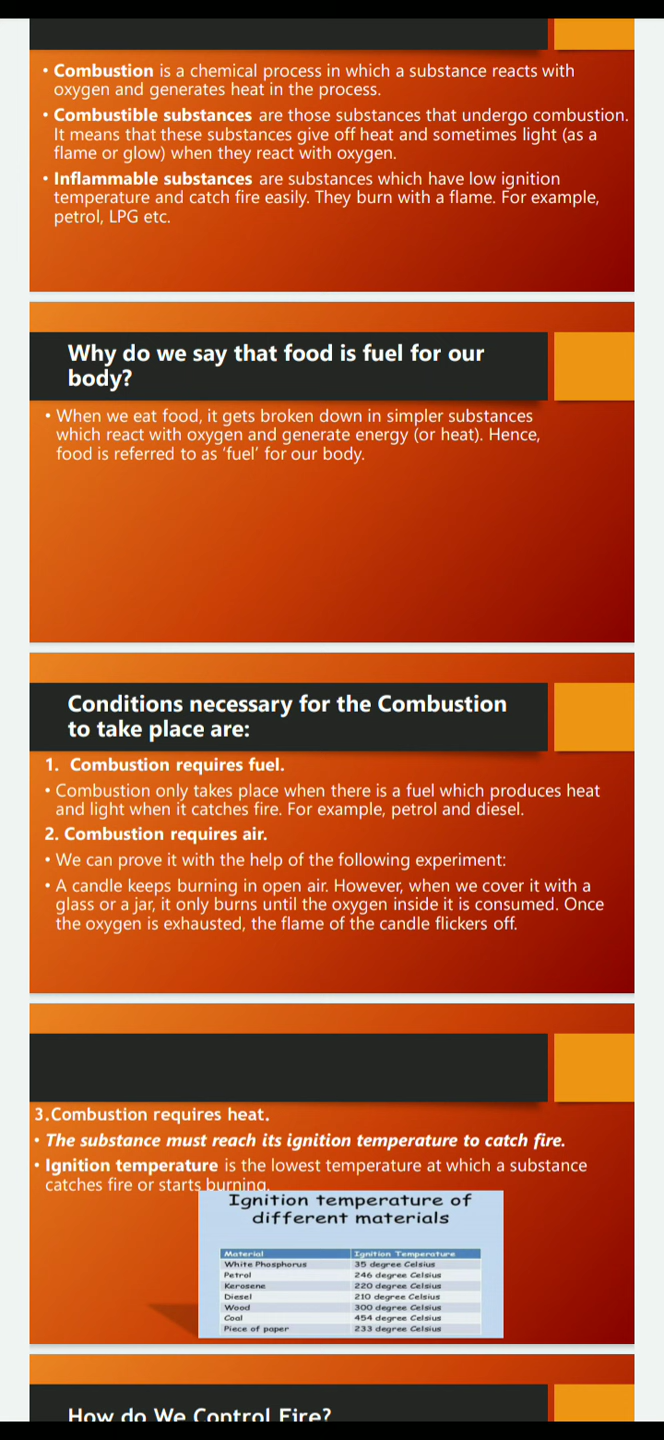 • Combustion is a chemical process in which a substance reacts with
oxygen and generates heat in the process.
• Combustible substances are those substances that undergo combustion.
It means that these substances give off heat and sometimes light (as a
flame or glow) when they react with oxygen.
• Inflammable substances are substances which have low ignition
temperature and catch fire easily. They burn with a flame. For example,
petrol, LPG etc.
Why do we say that food is fuel for our
body?
• When we eat food, it gets broken down in simpler substances
which react with oxygen and generate energy (or heat). Hence,
food is referred to as ‘fuel’ for our body.
Conditions necessary for the Combustion
to take place are:
1. Combustion requires fuel.
• Combustion only takes place when there is a fuel which produces heat
and light when it catches fire. For example, petrol and diesel.
2. Combustion requires air.
• We can prove it with the help of the following experiment:
• A candle keeps burning in open air. However, when we cover it with a
glass or a jar, it only burns until the oxygen inside it is consumed. Once
the oxygen is exhausted, the flame of the candle flickers off.
3.Combustion requires heat.
• The substance must reach its ignition temperature to catch fire.
• Ignition temperature is the lowest temperature at which a substance
catches fire or starts burning.
Ignition temperature of
different materials
Material Ignition Temperature
White Phosphorus 35 degree Celsius
Petrol 246 degree Celsius
Kerosene 220 degree Celsius
Diesel 210 degree Celsius
Wood 300 degree Celsius
Coal 454 degree Celsius
Piece of paper 233 degree Celsius
How do We Control Fire?